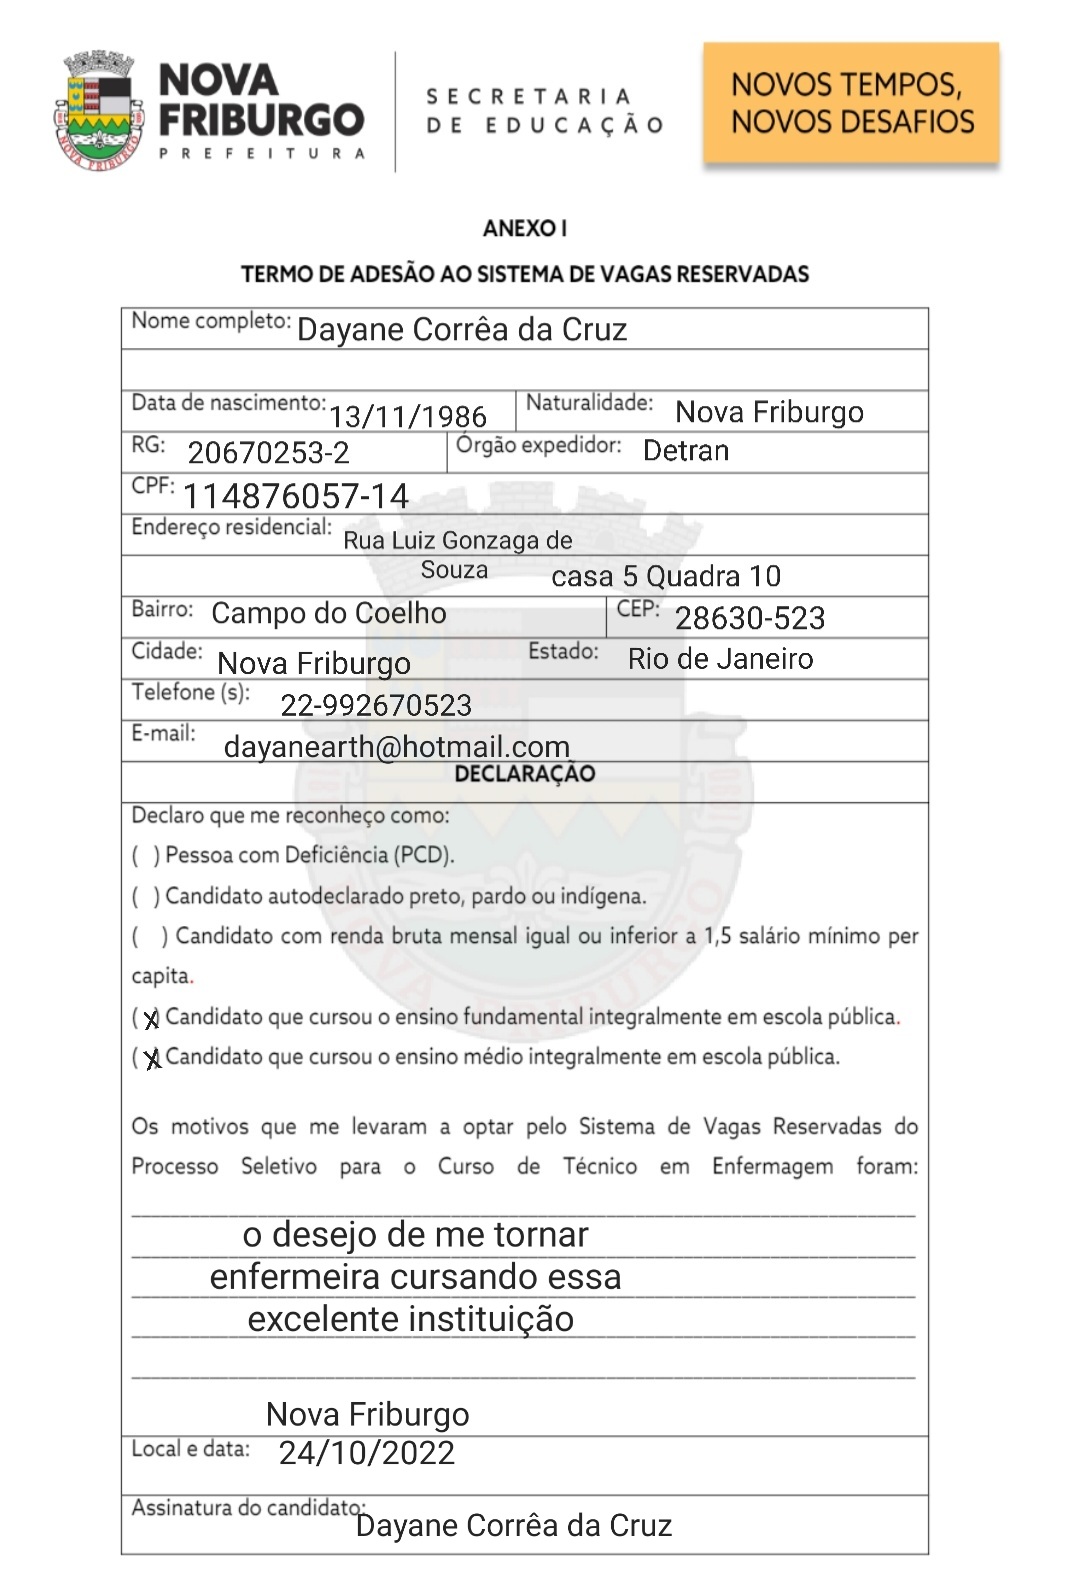 NOVA
FRIBURGO
PREFEITURA
SECRETARIA
DE EDUCAÇÃO
NOVOS TEMPOS,
NOVOS DESAFIOS
NOVA FRIBURGO
ANEXO I
TERMO DE ADESÃO AO SISTEMA DE VAGAS RESERVADAS
Nome completo: Dayane Corrêa da Cruz
Data de nascimento: 13/11/1986 Naturalidade: Nova Friburgo
RG: 20670253-2 Órgão expedidor: Detran
CPF: 114876057-14
Endereço residencial: Rua Luiz Gonzaga de
Souza casa 5 Quadra 10
Bairro: Campo do Coelho CEP: 28630-523
Cidade: Nova Friburgo Estado: Rio de Janeiro
Telefone (s): 22-992670523
E-mail: dayanearth@hotmail.com
DECLARAÇÃO
Declaro que me reconheço como:
( ) Pessoa com Deficiência (PCD).
( ) Candidato autodeclarado preto, pardo ou indígena.
( ) Candidato com renda bruta mensal igual ou inferior a 1,5 salário mínimo per
capita.
(X) Candidato que cursou o ensino fundamental integralmente em escola pública.
(X) Candidato que cursou o ensino médio integralmente em escola pública.
Os motivos que me levaram a optar pelo Sistema de Vagas Reservadas do
Processo Seletivo para o Curso de Técnico em Enfermagem foram:
o desejo de me tornar
enfermeira cursando essa
excelente instituição
Nova Friburgo
Local e data: 24/10/2022
Assinatura do candidato: Dayane Corrêa da Cruz